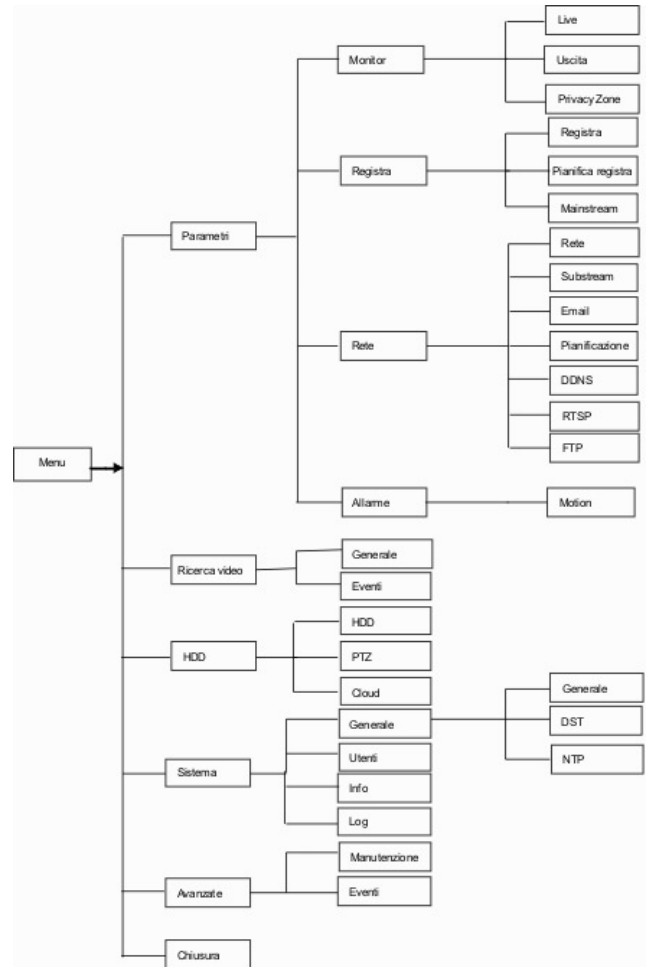 Menu
Parametri
Monitor
Live
Uscita
Privacy Zone
Registra
Registra
Pianifica registra
Mainstream
Rete
Rete
Substream
Email
Pianificazione
DDNS
RTSP
FTP
Allarme
Motion
Ricerca video
Generale
Eventi
HDD
HDD
PTZ
Cloud
Sistema
Generale
Generale
DST
NTP
Utenti
Info
Log
Avanzate
Manutenzione
Eventi
Chiusura